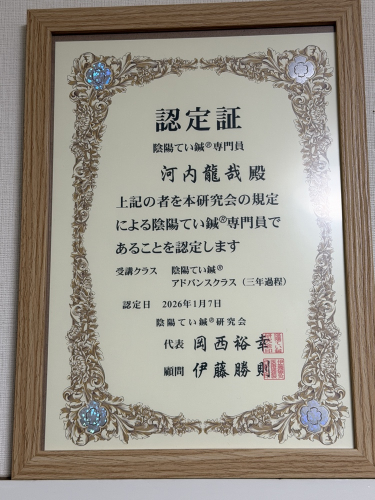 認定証
陰陽てい鍼®専門員
河内龍哉 殿
上記の者を本研究会の規定
による陰陽てい鍼®専門員で
あることを認定します
受講クラス 陰陽てい鍼®
アドバンスクラス（三年過程）
認定日 2026年1月7日
陰陽てい鍼®研究会
代表 岡西裕幸
顧問 伊藤勝則